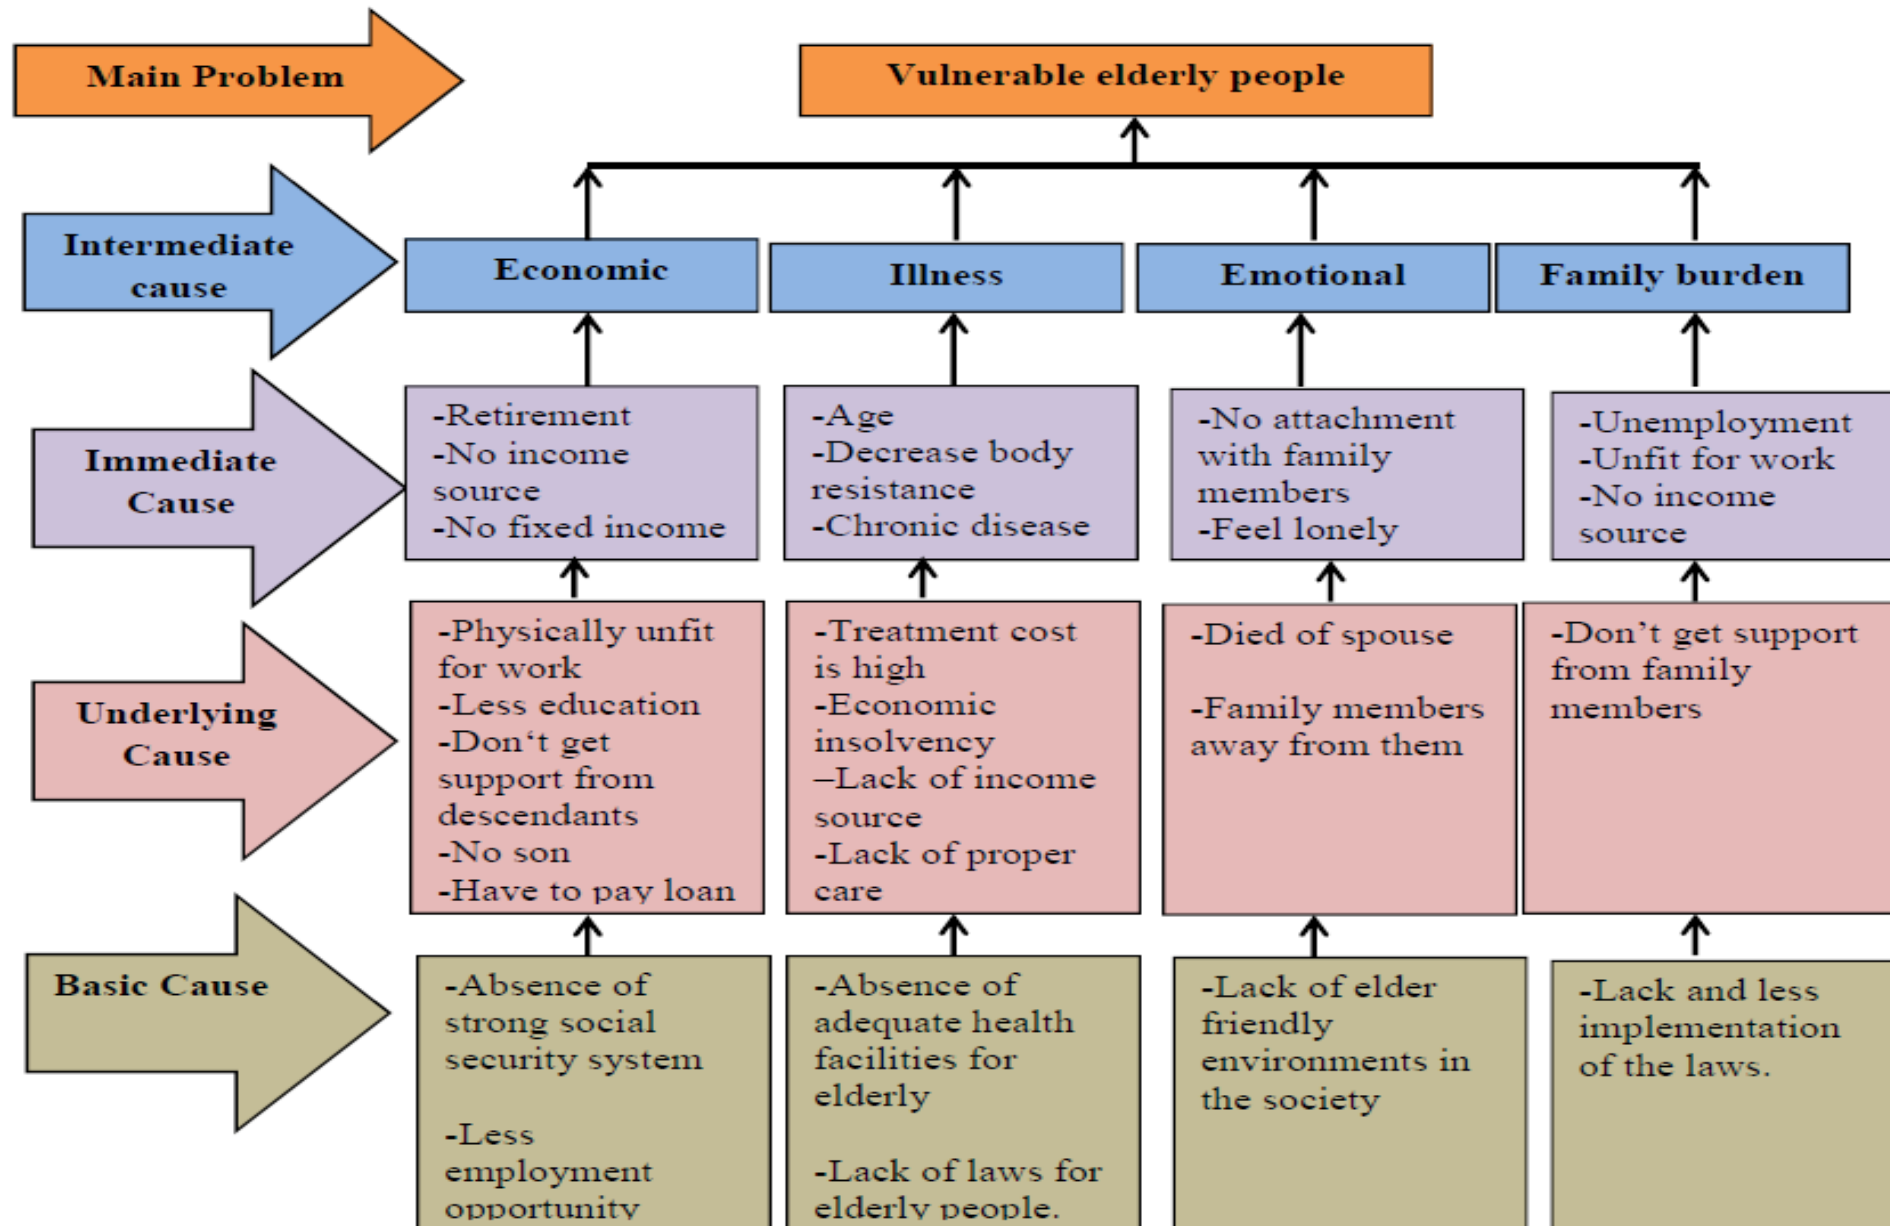 Main Problem
Vulnerable elderly people
Intermediate
cause
Economic
Illness
Emotional
Family burden
Immediate
Cause
-Retirement
-No income
source
-No fixed income
-Age
-Decrease body
resistance
-Chronic disease
-No attachment
with family
members
-Feel lonely
-Unemployment
-Unfit for work
-No income
source
Underlying
Cause
-Physically unfit
for work
-Less education
-Don‘t get
support from
descendants
-No son
-Have to pay loan
-Treatment cost
is high
-Economic
insolvency
–Lack of income
source
-Lack of proper
care
-Died of spouse
-Family members
away from them
-Don’t get support
from family
members
Basic Cause
-Absence of
strong social
security system
-Less
employment
opportunity
-Absence of
adequate health
facilities for
elderly
-Lack of laws for
elderly people.
-Lack of elder
friendly
environments in
the society
-Lack and less
implementation
of the laws.